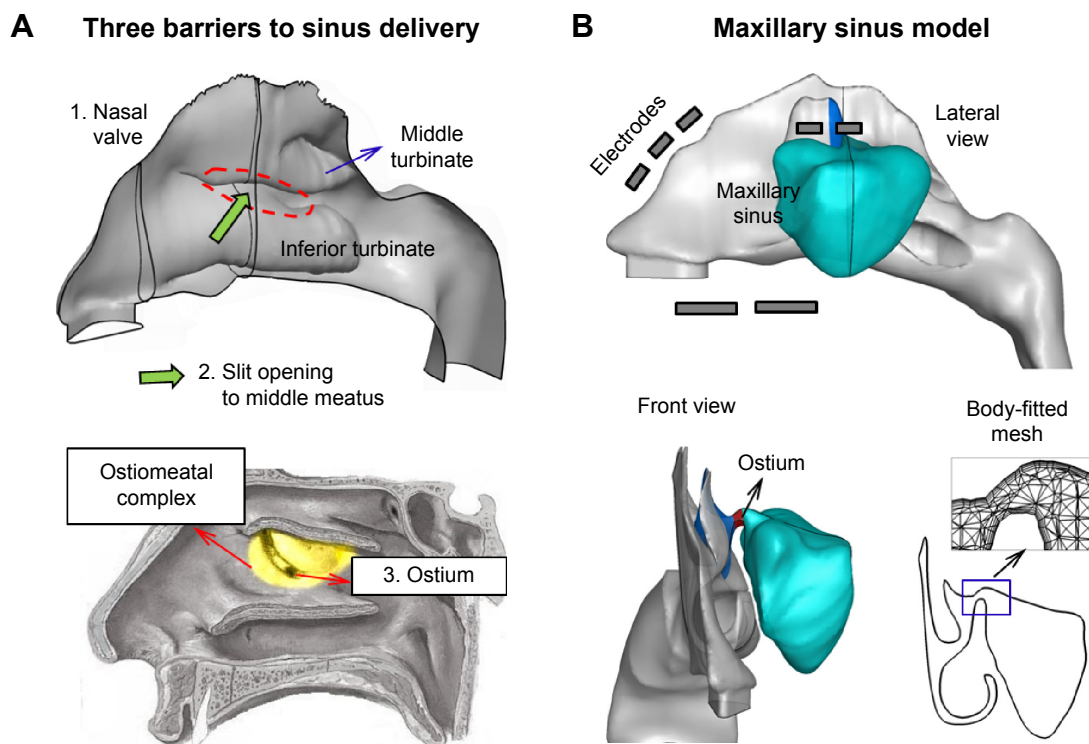 A
Three barriers to sinus delivery
1. Nasal
valve
Middle
turbinate
Inferior turbinate
2. Slit opening
to middle meatus
Ostiomeatal
complex
3. Ostium
B
Maxillary sinus model
Electrodes
Lateral
view
Maxillary
sinus
Front view
Ostium
Body-fitted
mesh